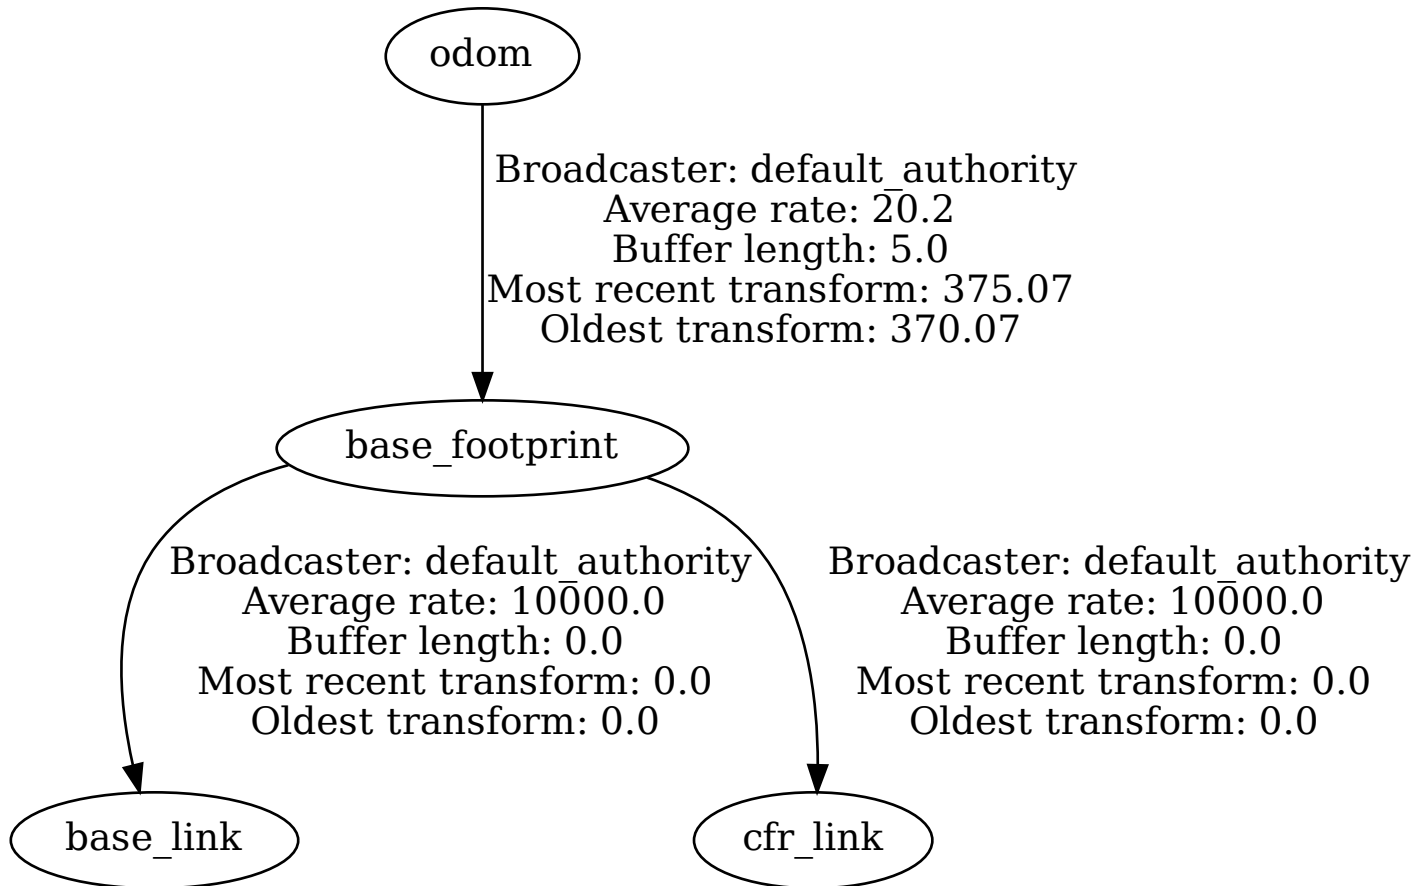 odom
Broadcaster: default_authority
Average rate: 20.2
Buffer length: 5.0
Most recent transform: 375.07
Oldest transform: 370.07
base_footprint
Broadcaster: default_authority
Average rate: 10000.0
Buffer length: 0.0
Most recent transform: 0.0
Oldest transform: 0.0
Broadcaster: default_authority
Average rate: 10000.0
Buffer length: 0.0
Most recent transform: 0.0
Oldest transform: 0.0
base_link
cfr_link